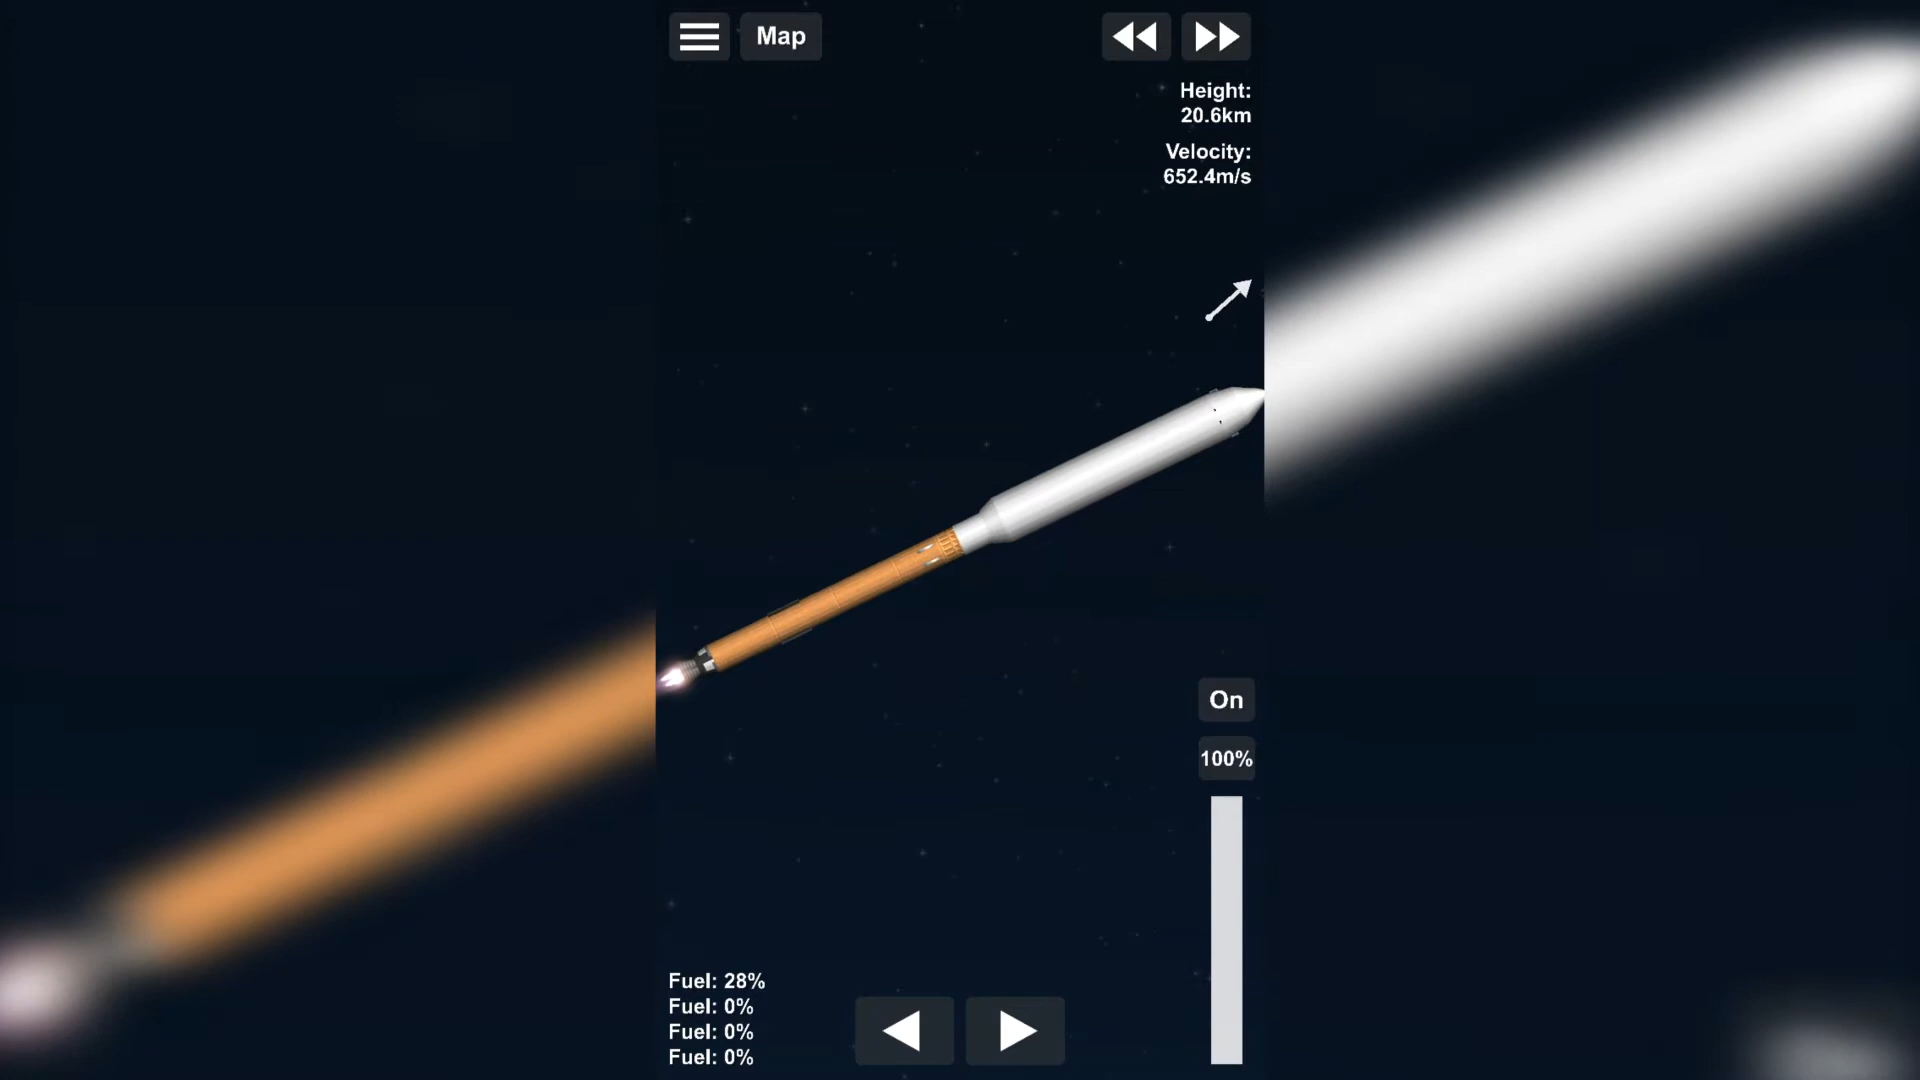 Map
Height:
20.6km
Velocity:
652.4m/s
On
100%
Fuel: 28%
Fuel: 0%
Fuel: 0%
Fuel: 0%